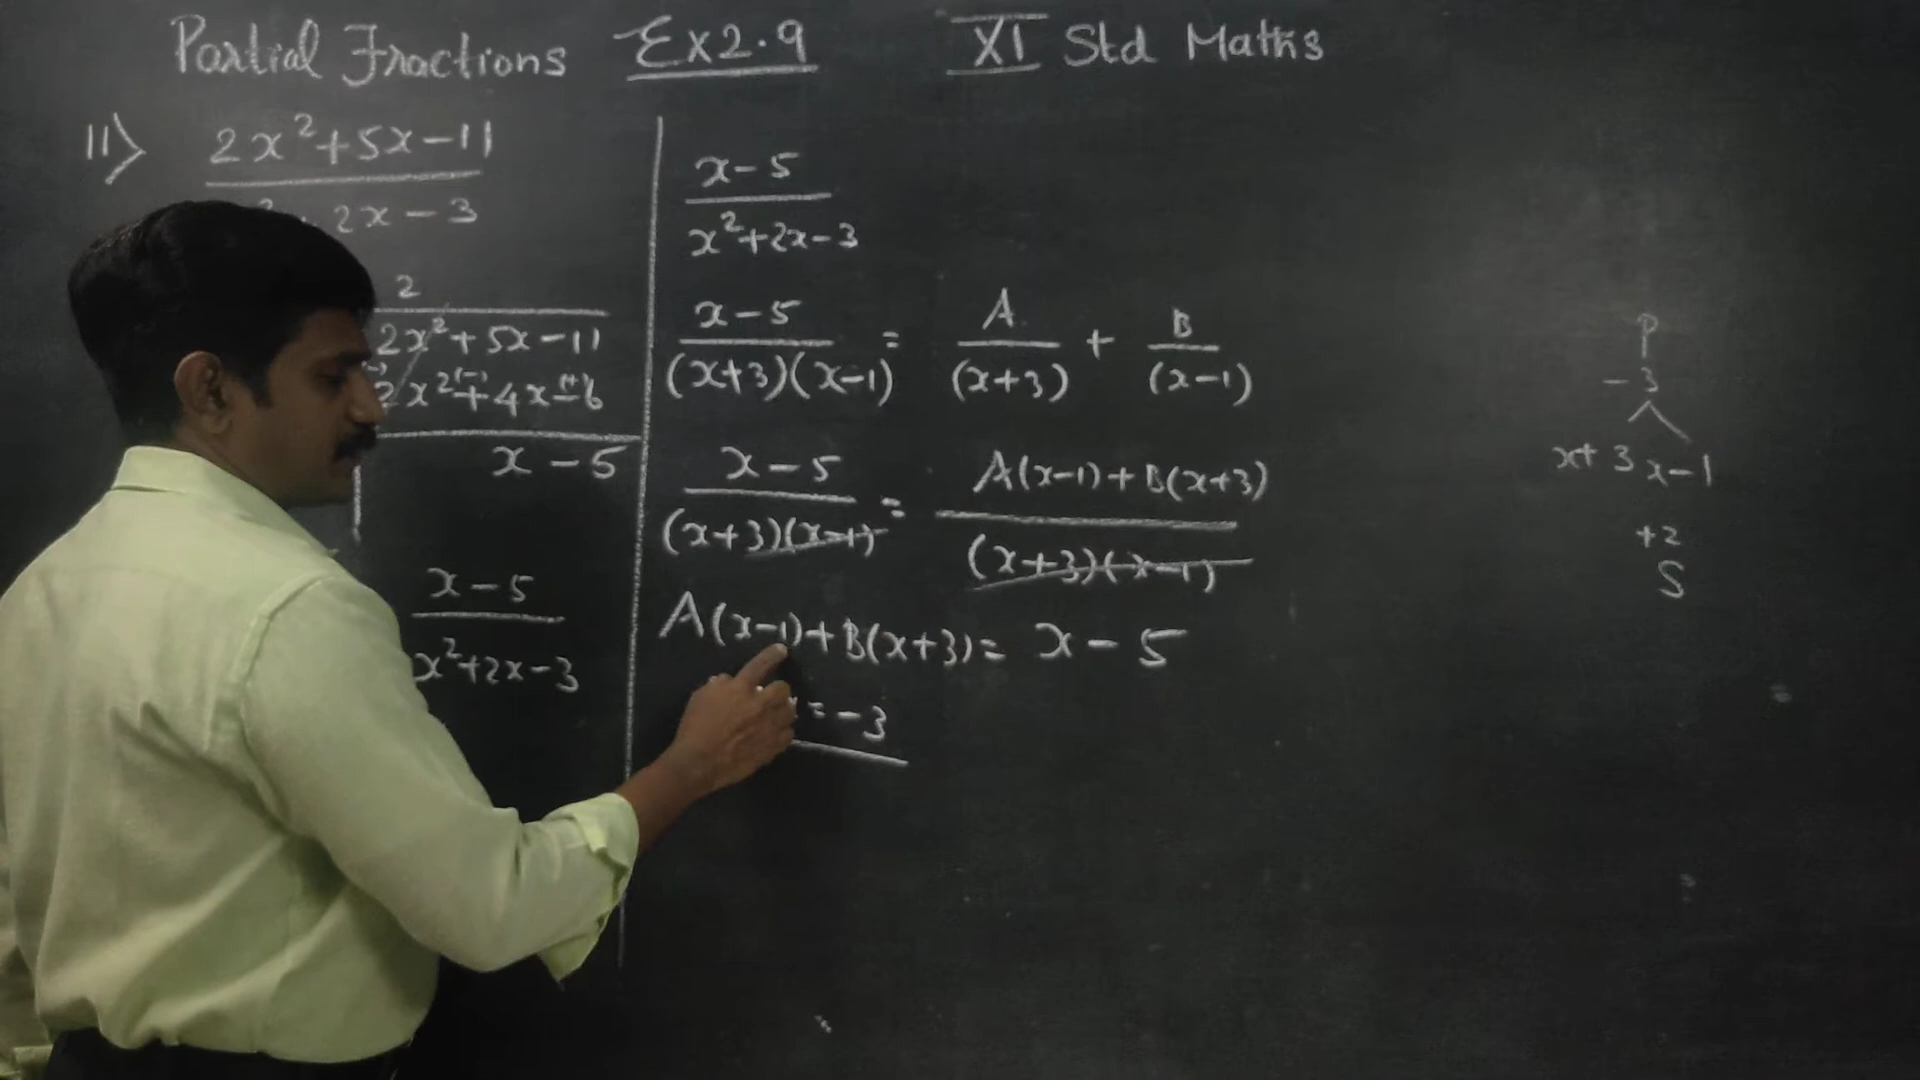 Partial Fractions Ex 2.9 XI Std Maths
11) 2x²+5x-11
2x-3
2
2x²+5x-11
2x²+4x-6
(-) (-) (+)
x-5
x-5
x²+2x-3
x-5
x²+2x-3
x-5 = A + B
(x+3)(x-1) (x+3) (x-1)
x-5 = A(x-1)+B(x+3)
(x+3)(x-1) (x+3)(x-1)
A(x-1)+B(x+3) = x-5
= -3
P
-3
x+3 x-1
+2
S